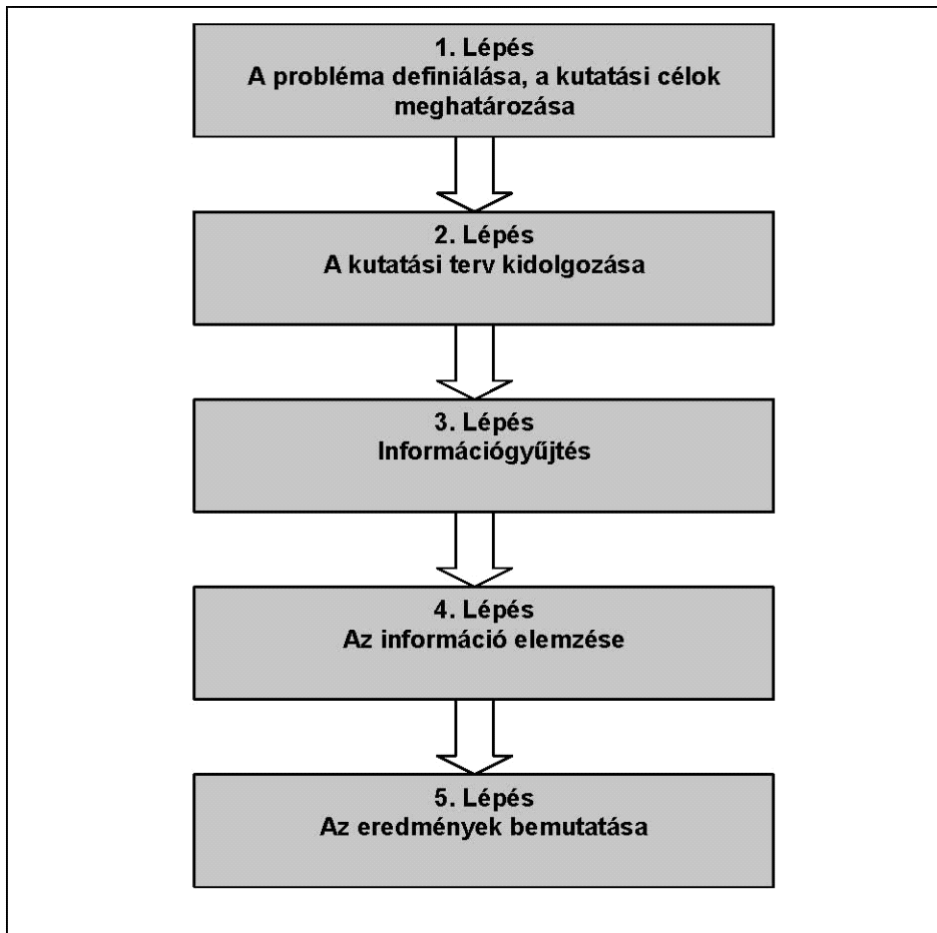 1. Lépés
A probléma definiálása, a kutatási célok
meghatározása
2. Lépés
A kutatási terv kidolgozása
3. Lépés
Információgyűjtés
4. Lépés
Az információ elemzése
5. Lépés
Az eredmények bemutatása